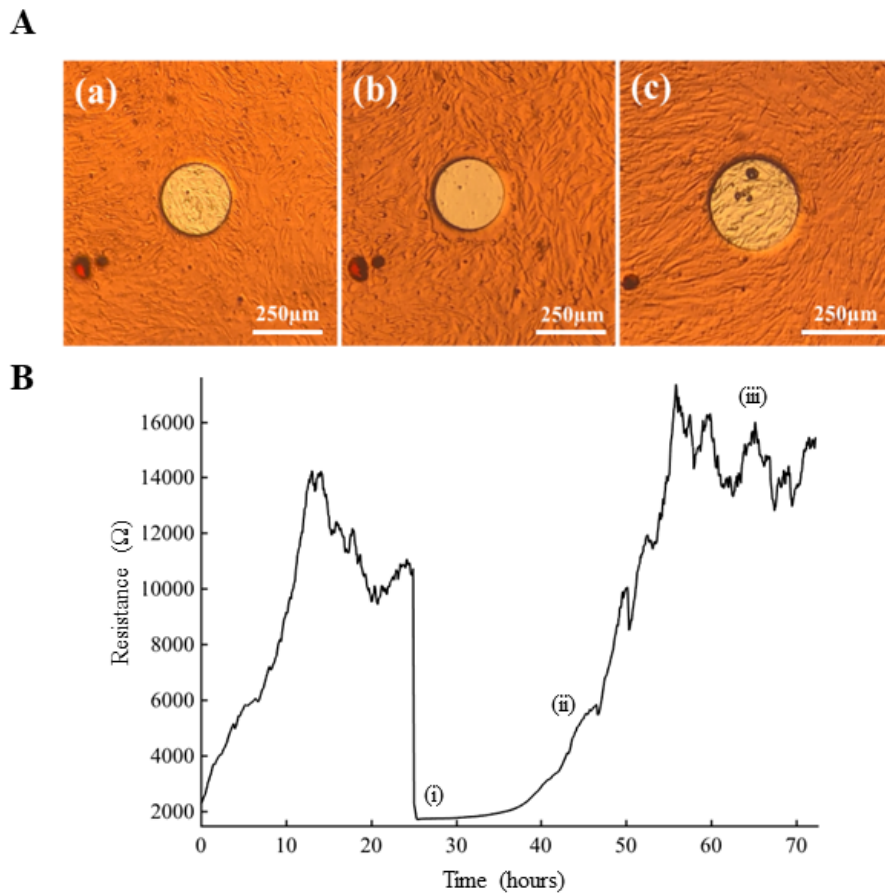 A
(a)
(b)
(c)
250µm
250µm
250µm
B
16000
14000
12000
10000
8000
6000
4000
2000
Resistance (Ω)
(i)
(ii)
(iii)
0
10
20
30
40
50
60
70
Time (hours)